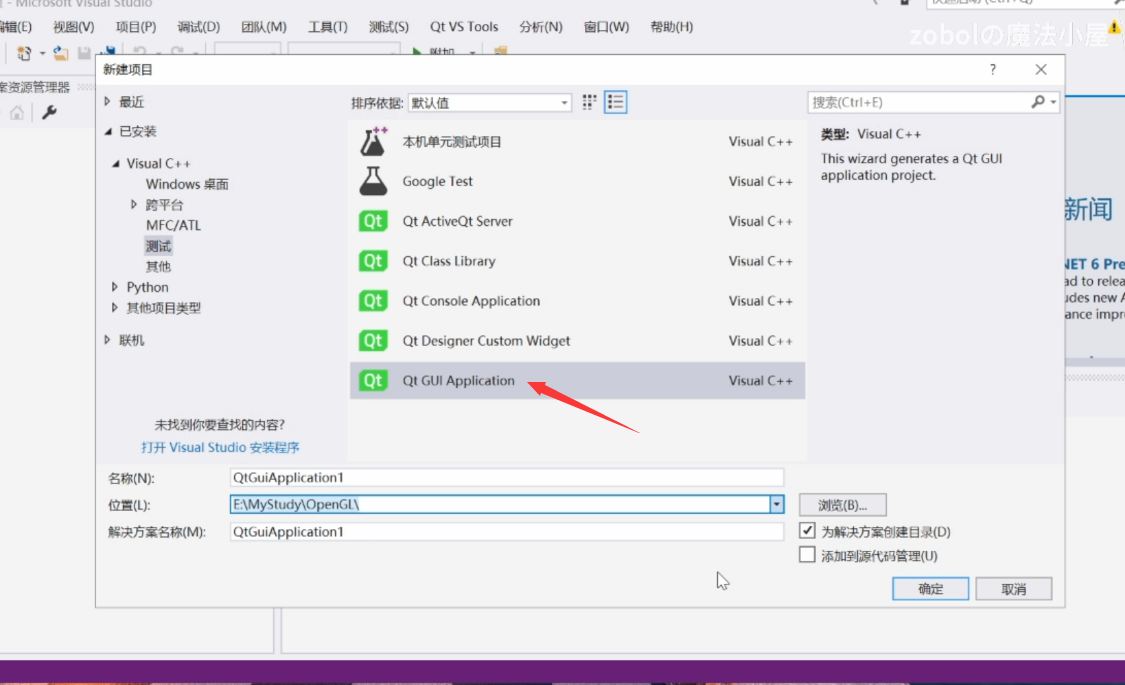 - Microsoft Visual Studio
编辑(E) 视图(V) 项目(P) 调试(D) 团队(M) 工具(T) 测试(S) Qt VS Tools 分析(N) 窗口(W) 帮助(H)
zobolの魔法小屋
附加...
案资源管理器
新建项目
?
最近
已安装
Visual C++
Windows 桌面
跨平台
MFC/ATL
测试
其他
Python
其他项目类型
联机
未找到你要查找的内容?
打开 Visual Studio 安装程序
排序依据: 默认值
本机单元测试项目 Visual C++
Google Test Visual C++
Qt Qt ActiveQt Server Visual C++
Qt Qt Class Library Visual C++
Qt Qt Console Application Visual C++
Qt Qt Designer Custom Widget Visual C++
Qt Qt GUI Application Visual C++
搜索(Ctrl+E)
类型: Visual C++
This wizard generates a Qt GUI
application project.
新闻
NET 6 Pre
ad to relea
udes new A
ance impr
名称(N): QtGuiApplication1
位置(L): E:\MyStudy\OpenGL\ 浏览(B)...
解决方案名称(M): QtGuiApplication1
为解决方案创建目录(D)
添加到源代码管理(U)
确定 取消